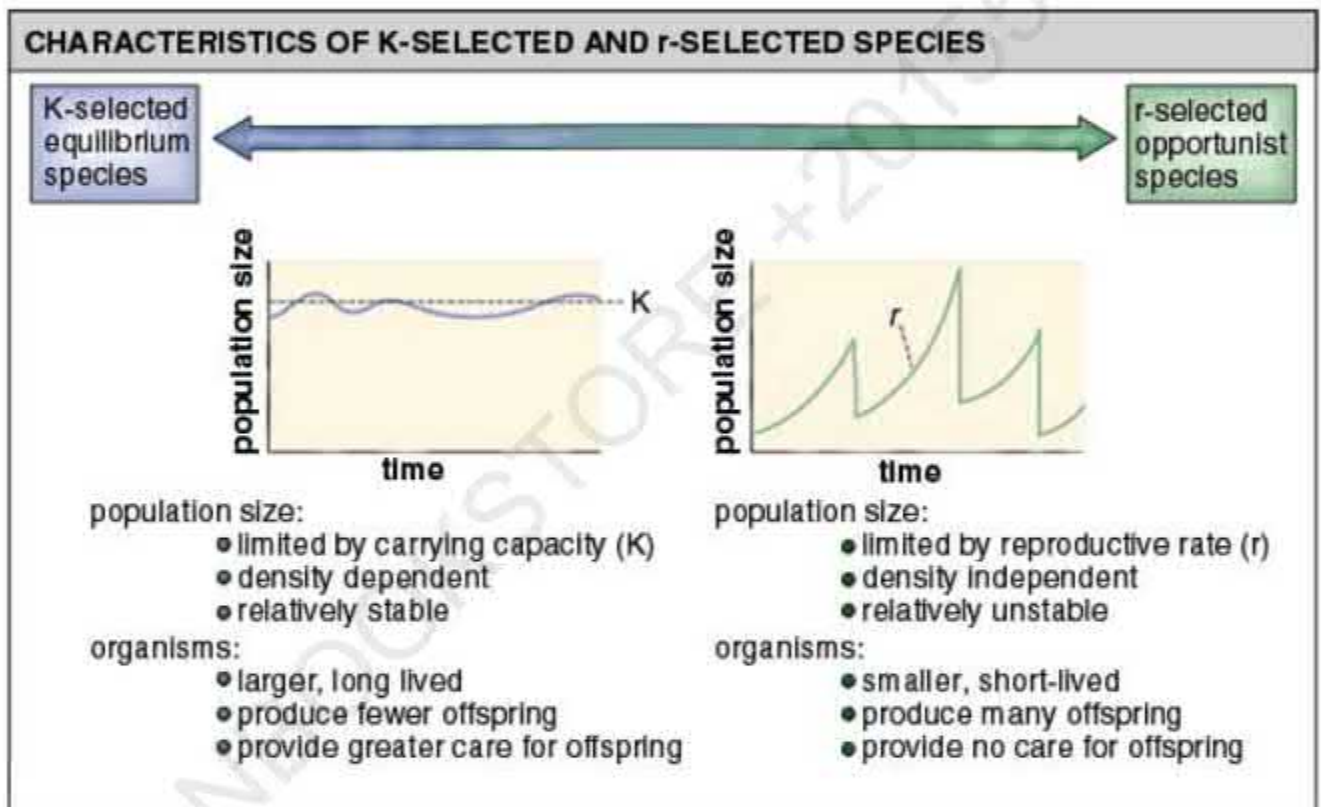 CHARACTERISTICS OF K-SELECTED AND r-SELECTED SPECIES
K-selected
equilibrium
species
r-selected
opportunist
species
population size
K
time
population size
r
time
population size:
• limited by carrying capacity (K)
• density dependent
• relatively stable
organisms:
• larger, long lived
• produce fewer offspring
• provide greater care for offspring
population size:
• limited by reproductive rate (r)
• density independent
• relatively unstable
organisms:
• smaller, short-lived
• produce many offspring
• provide no care for offspring